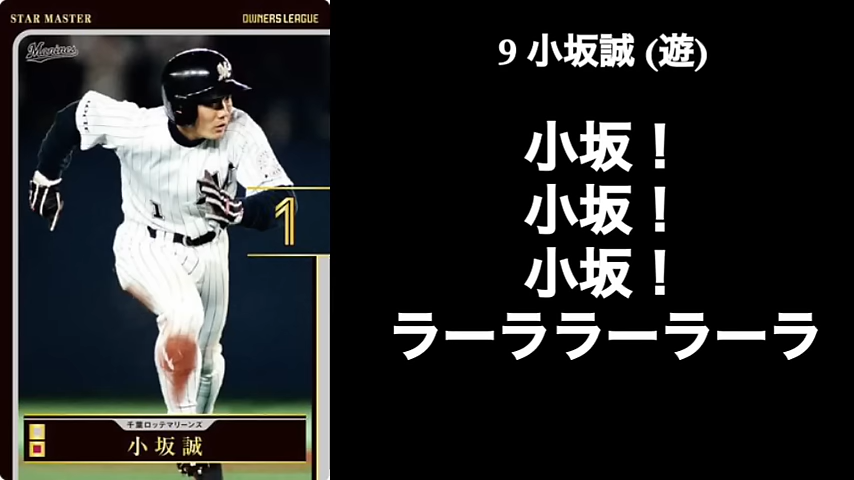 STAR MASTER
OWNERS LEAGUE
Marines
1
1
千葉ロッテマリーンズ
小坂誠
9 小坂誠 (遊)
小坂！
小坂！
小坂！
ラーララーラーラ